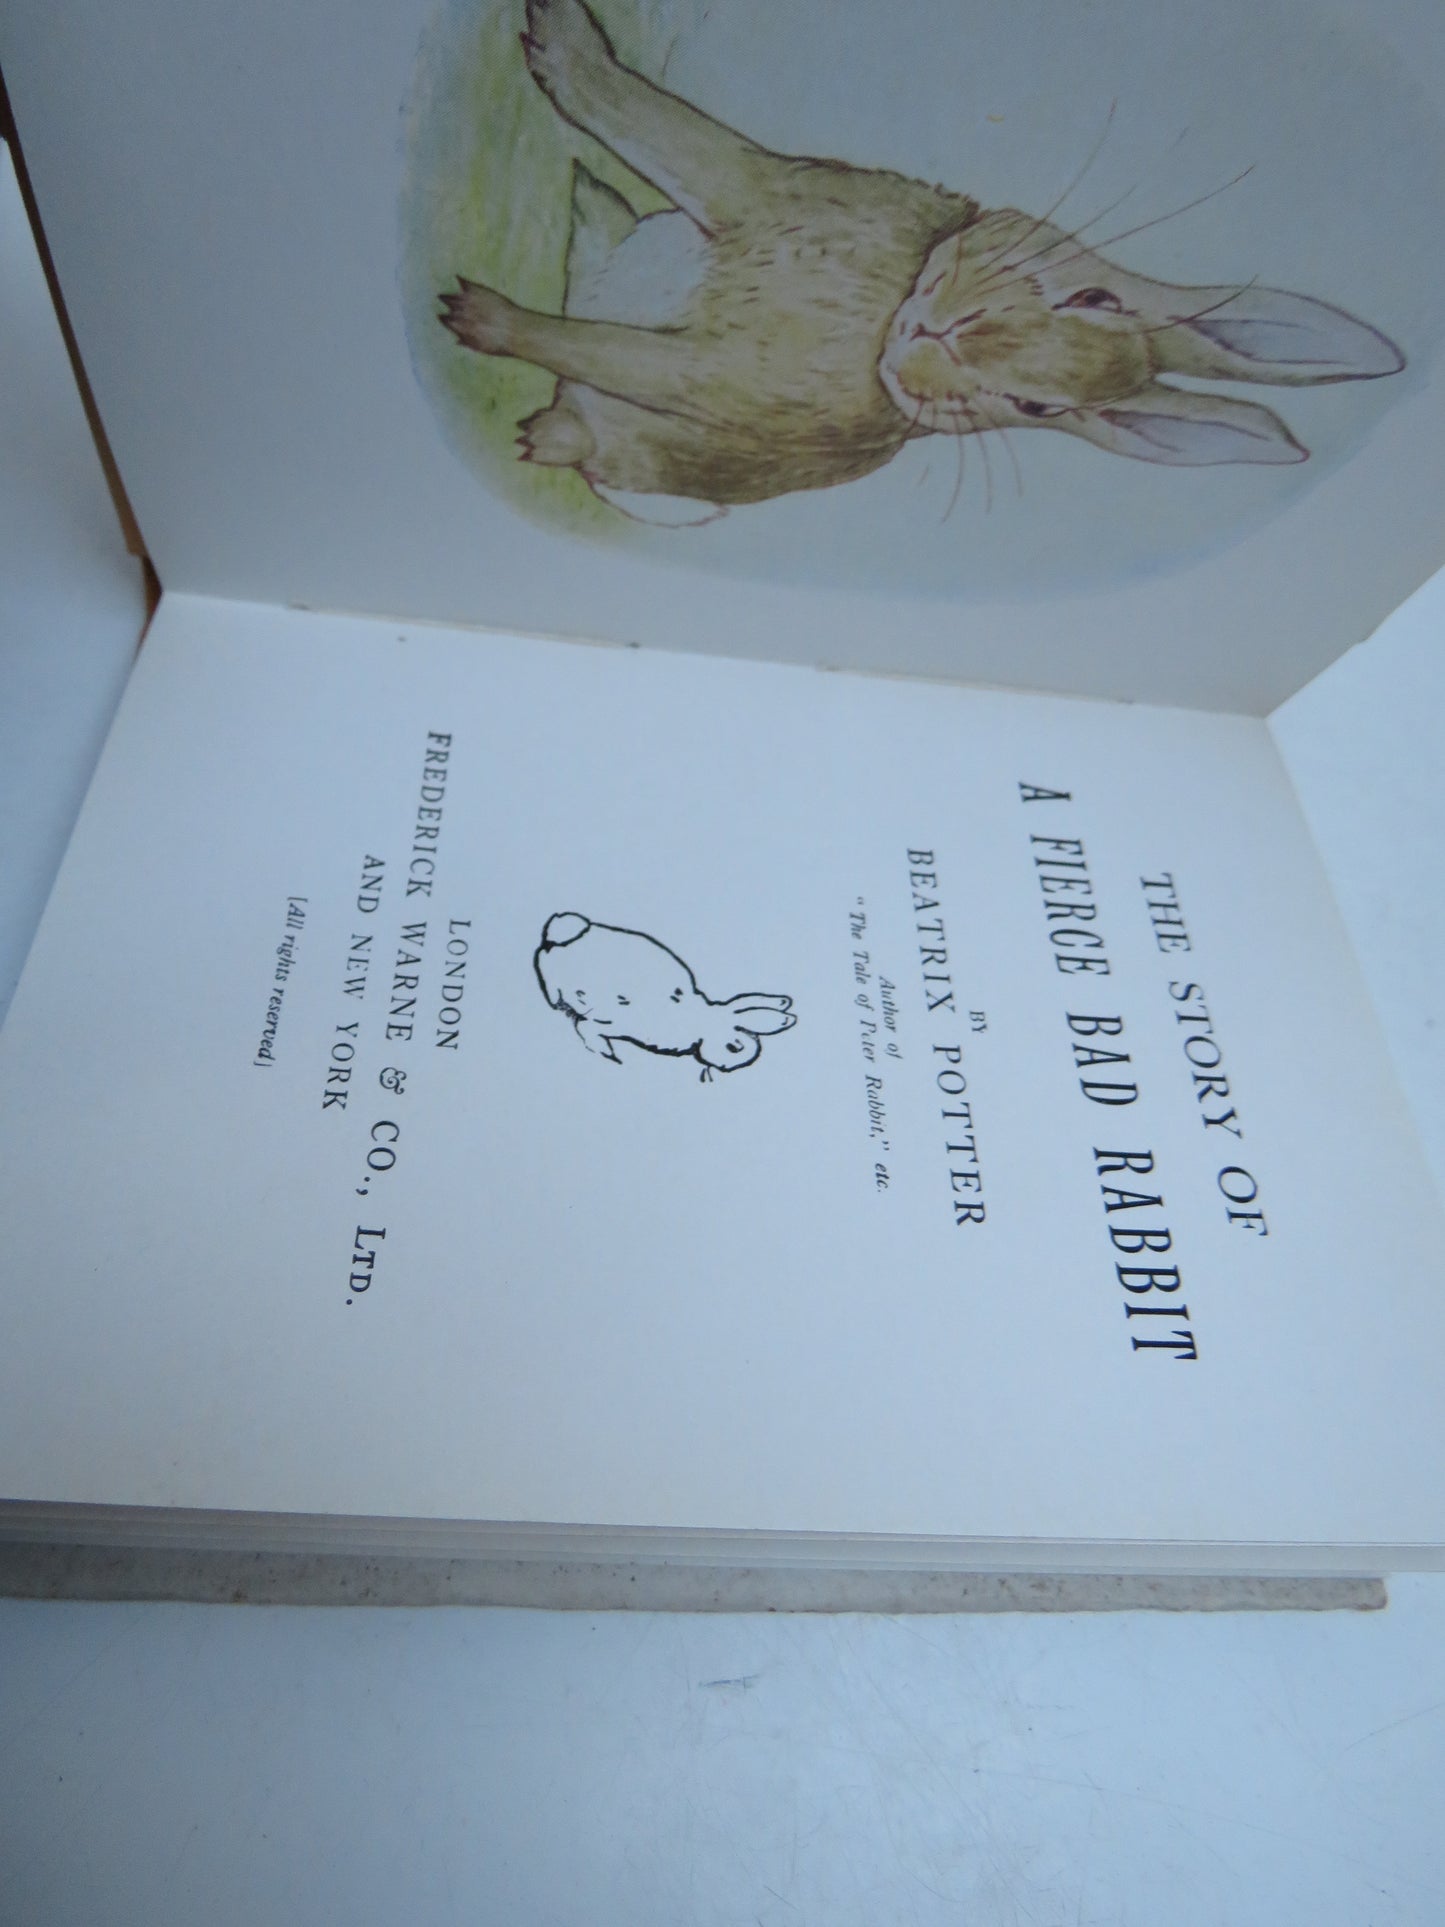 THE STORY OF
A FIERCE BAD RABBIT
BY
BEATRIX POTTER
Author of
"The Tale of Peter Rabbit," etc.
LONDON
FREDERICK WARNE & CO., LTD.
AND NEW YORK
[All rights reserved]